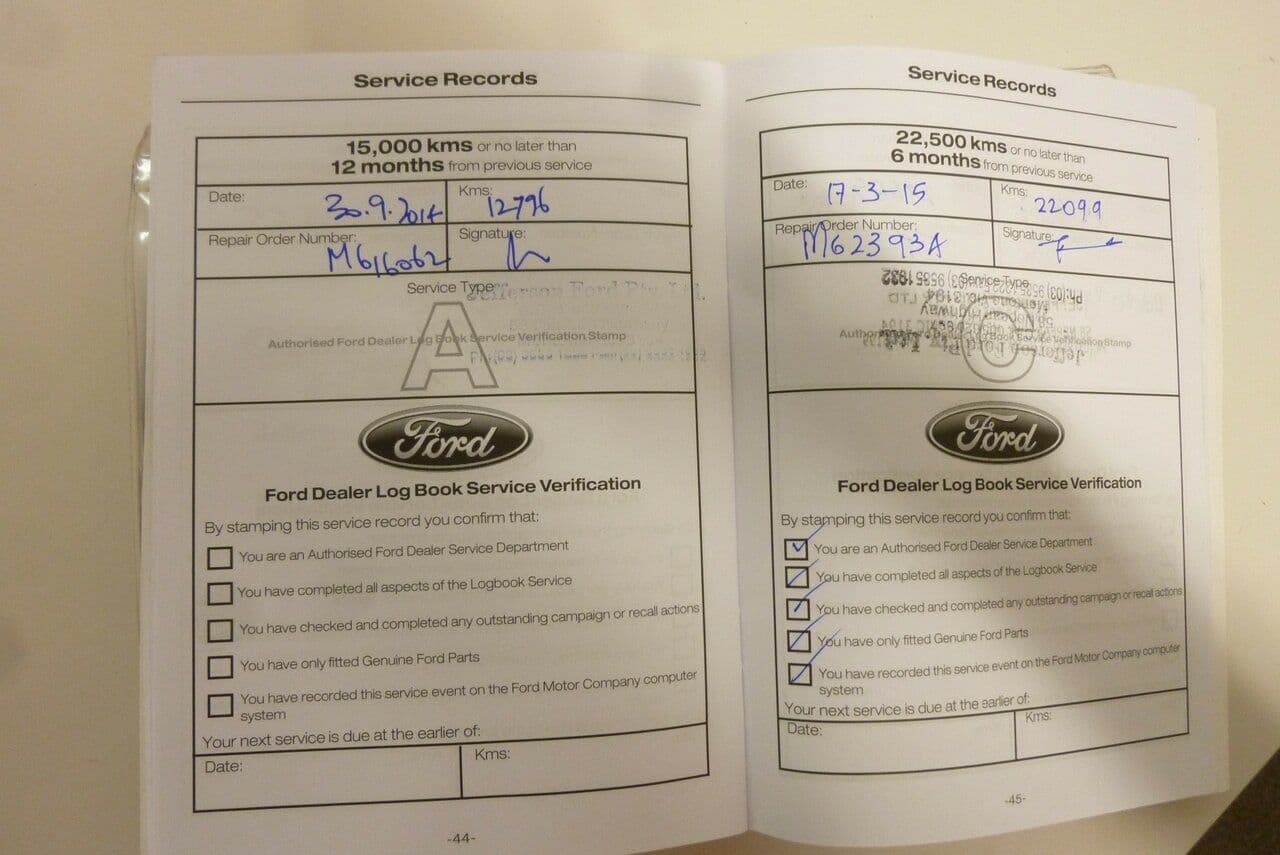 Service Records
15,000 kms or no later than
12 months from previous service
Date: 30.9.2014 Kms: 12796
Repair Order Number: M616062 Signature:
Service Type
Jefferson Ford Pty Ltd.
A
Authorised Ford Dealer Log Book Service Verification Stamp
Ford
Ford Dealer Log Book Service Verification
By stamping this service record you confirm that:
You are an Authorised Ford Dealer Service Department
You have completed all aspects of the Logbook Service
You have checked and completed any outstanding campaign or recall actions
You have only fitted Genuine Ford Parts
You have recorded this service event on the Ford Motor Company computer
system
Your next service is due at the earlier of:
Date: Kms:
-44-
Service Records
22,500 kms or no later than
6 months from previous service
Date: 17-3-15 Kms: 22099
Repair Order Number: M62393A Signature:
Service Type
Authorised Ford Dealer Log Book Service Verification Stamp
Jefferson Ford Pty Ltd
Ford
Ford Dealer Log Book Service Verification
By stamping this service record you confirm that:
You are an Authorised Ford Dealer Service Department
You have completed all aspects of the Logbook Service
You have checked and completed any outstanding campaign or recall actions
You have only fitted Genuine Ford Parts
You have recorded this service event on the Ford Motor Company computer
system
Your next service is due at the earlier of:
Date: Kms:
-45-